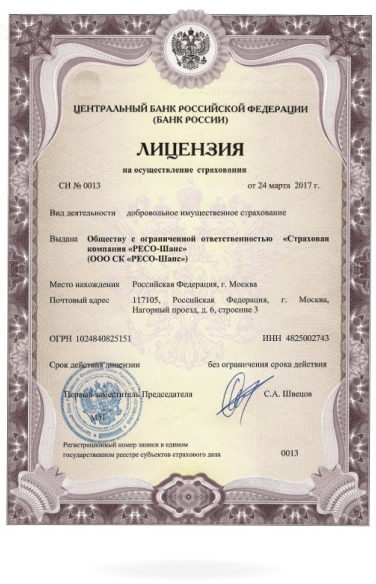 ЦЕНТРАЛЬНЫЙ БАНК РОССИЙСКОЙ ФЕДЕРАЦИИ
(БАНК РОССИИ)
ЛИЦЕНЗИЯ
на осуществление страхования
СИ № 0013 от 24 марта 2017 г.
Вид деятельности добровольное имущественное страхование
Выдана Обществу с ограниченной ответственностью «Страховая
компания «РЕСО-Шанс»
(ООО СК «РЕСО-Шанс»)
Место нахождения Российская Федерация, г. Москва
Почтовый адрес 117105, Российская Федерация, г. Москва,
Нагорный проезд, д. 6, строение 3
ОГРН 1024840825151 ИНН 4825002743
Срок действия лицензии без ограничения срока действия
Первый заместитель Председателя С.А. Швецов
М.П.
Регистрационный номер записи в едином
государственном реестре субъектов страхового дела 0013